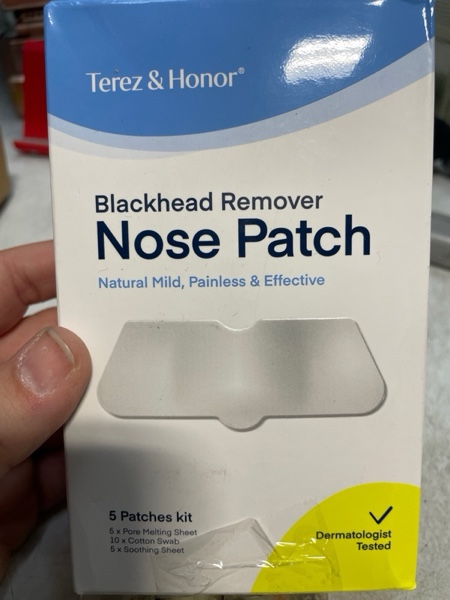 Terez & Honor®
Blackhead Remover
Nose Patch
Natural Mild, Painless & Effective
5 Patches kit
5 x Pore Melting Sheet
10 x Cotton Swab
5 x Soothing Sheet
Dermatologist
Tested